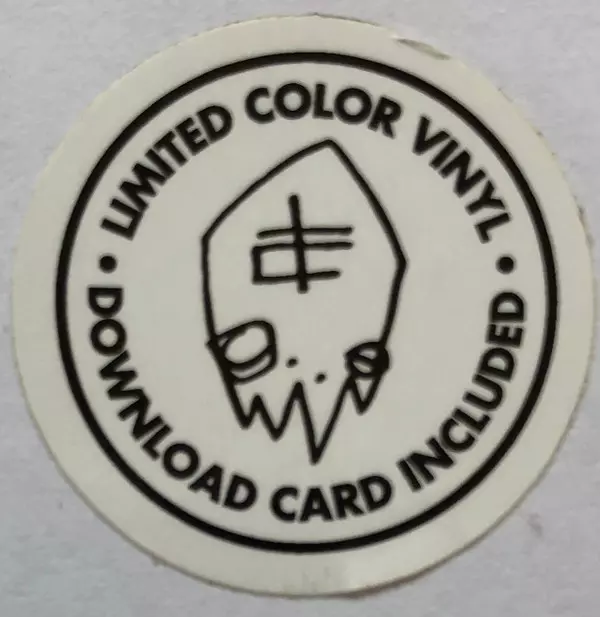 • LIMITED COLOR VINYL •
DOWNLOAD CARD INCLUDED